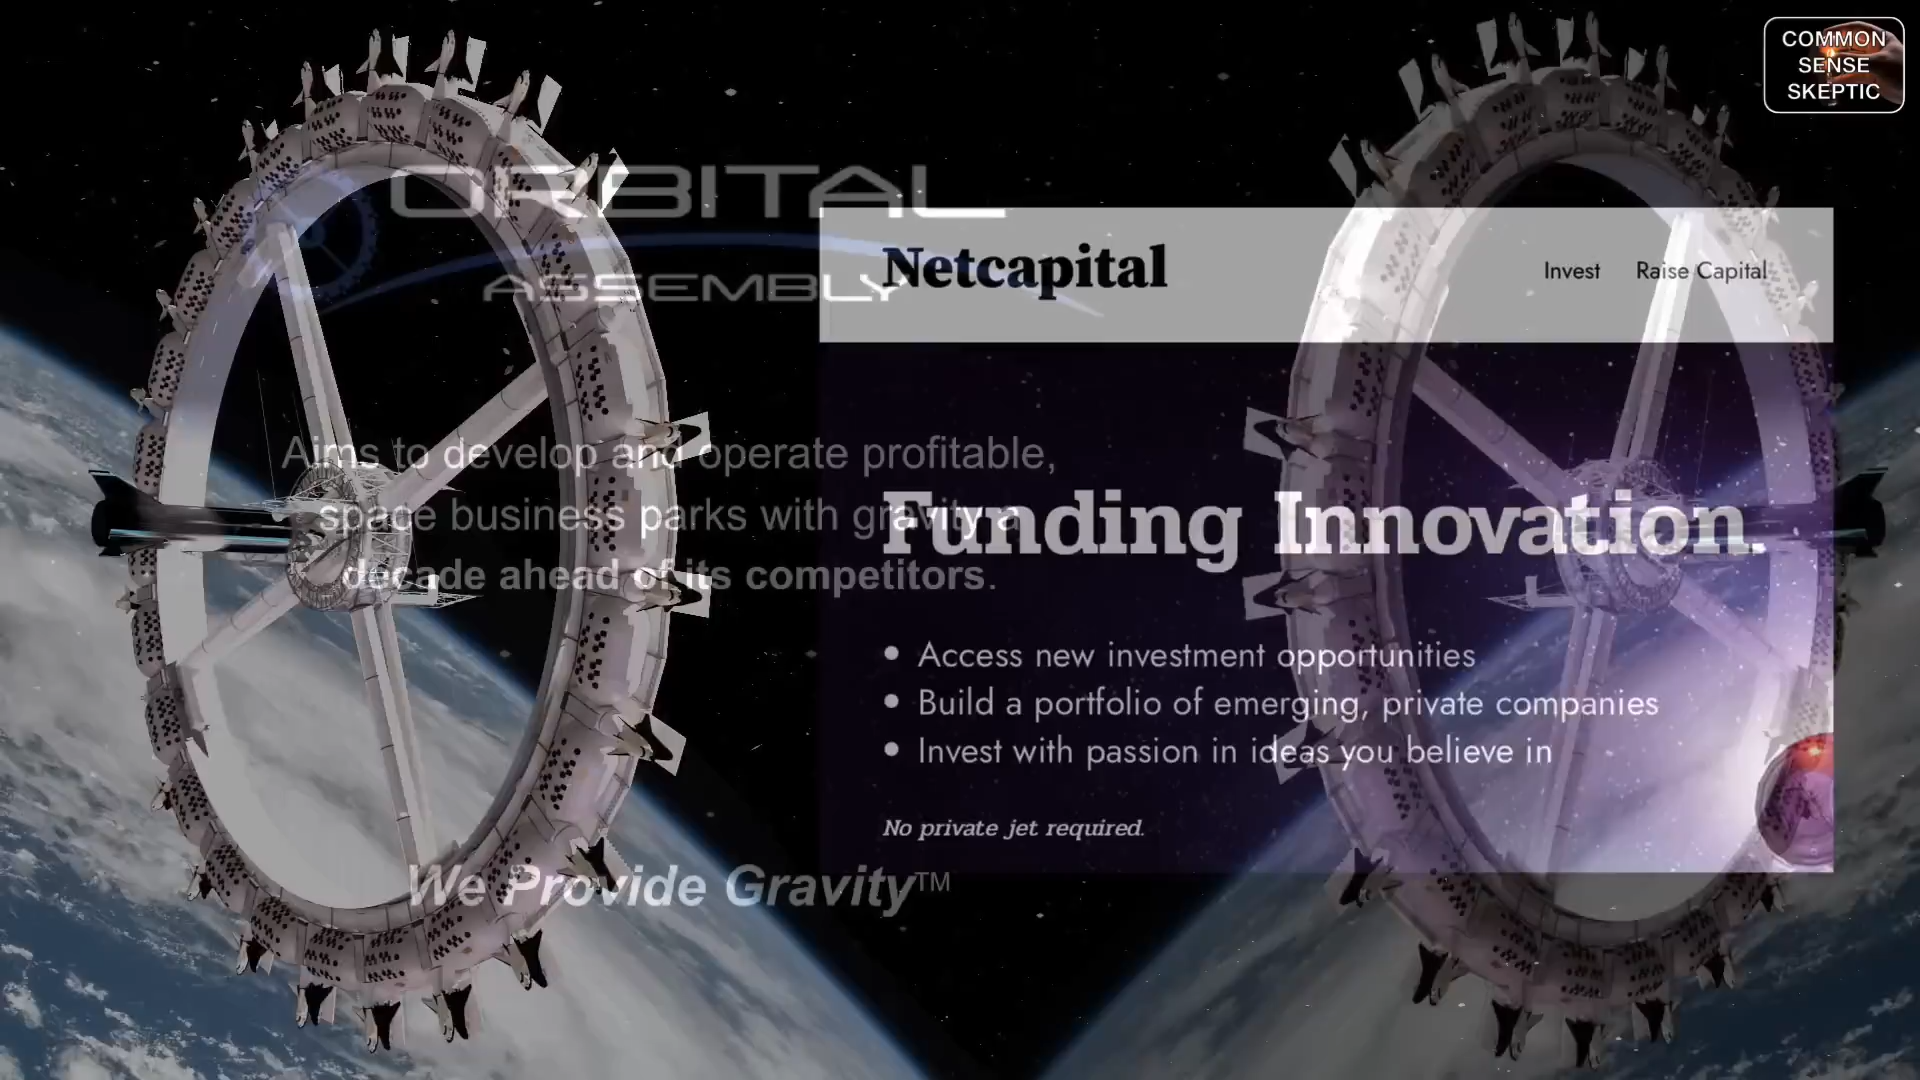 COMMON
SENSE
SKEPTIC
ORBITAL
ASSEMBLY
Aims to develop and operate profitable,
space business parks with gravity a
decade ahead of its competitors.
We Provide Gravity™
Netcapital
Invest Raise Capital
Funding Innovation.
• Access new investment opportunities
• Build a portfolio of emerging, private companies
• Invest with passion in ideas you believe in
No private jet required.